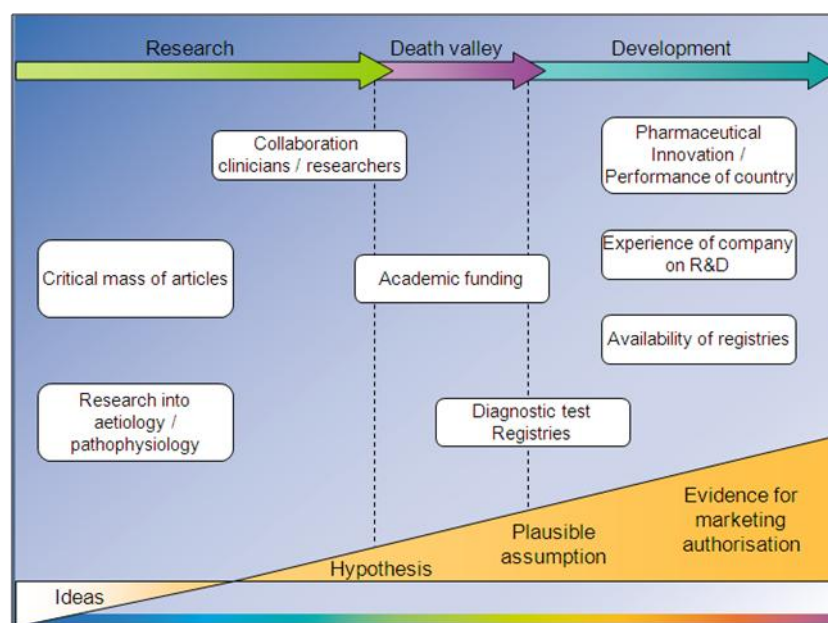 Research
Death valley
Development
Collaboration
clinicians / researchers
Pharmaceutical
Innovation /
Performance of country
Critical mass of articles
Academic funding
Experience of company
on R&D
Availability of registries
Research into
aetiology /
pathophysiology
Diagnostic test
Registries
Ideas
Hypothesis
Plausible
assumption
Evidence for
marketing
authorisation